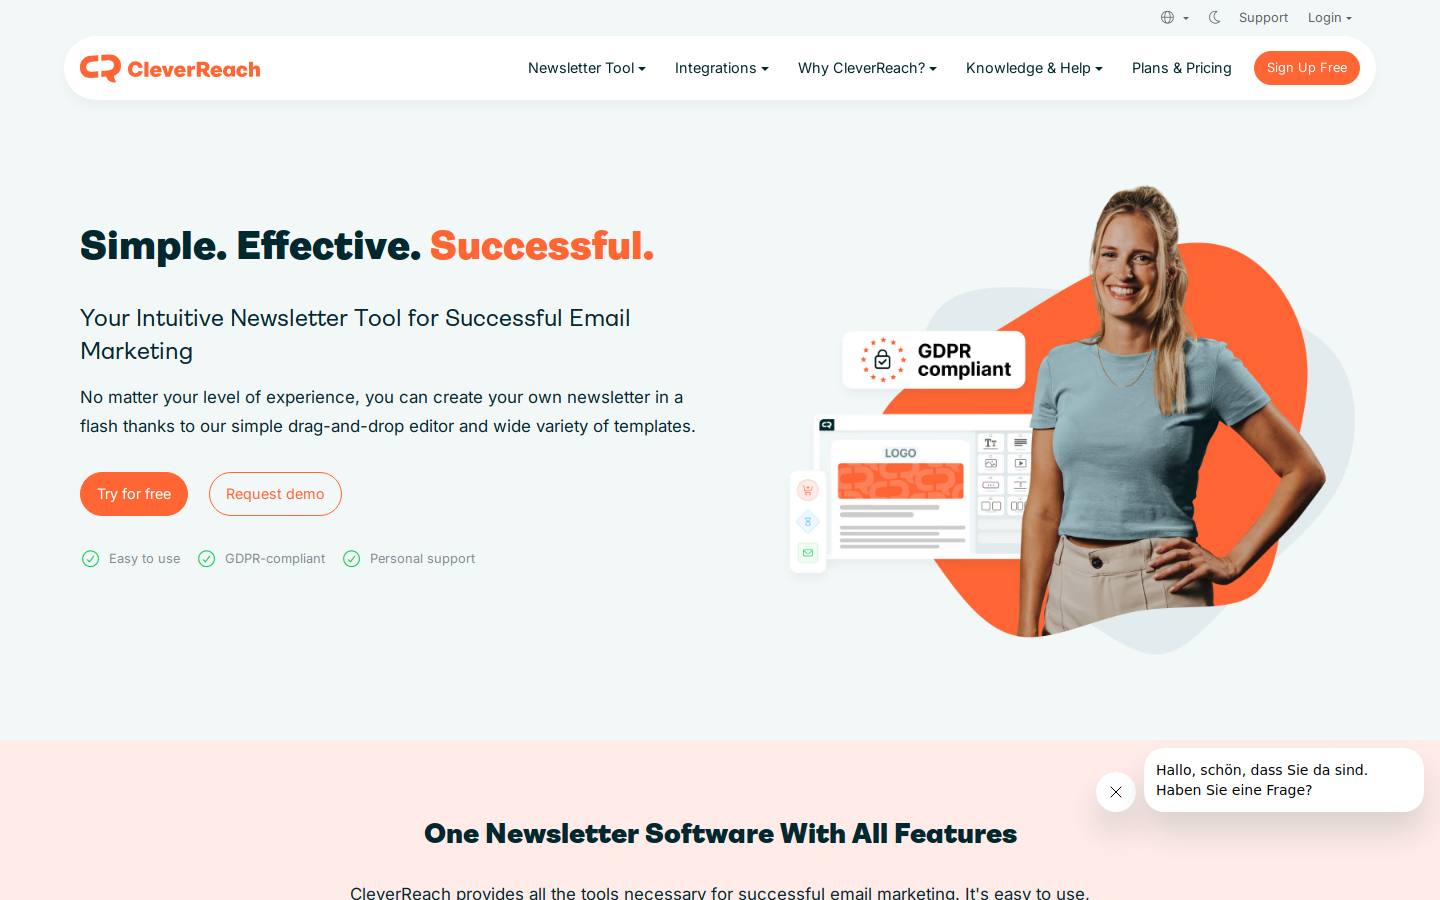 Support
Login
CleverReach
Newsletter Tool
Integrations
Why CleverReach?
Knowledge & Help
Plans & Pricing
Sign Up Free
Simple. Effective. Successful.
Your Intuitive Newsletter Tool for Successful Email
Marketing
No matter your level of experience, you can create your own newsletter in a
flash thanks to our simple drag-and-drop editor and wide variety of templates.
Try for free
Request demo
Easy to use
GDPR-compliant
Personal support
GDPR
compliant
LOGO
Hallo, schön, dass Sie da sind.
Haben Sie eine Frage?
One Newsletter Software With All Features
CleverReach provides all the tools necessary for successful email marketing. It's easy to use,